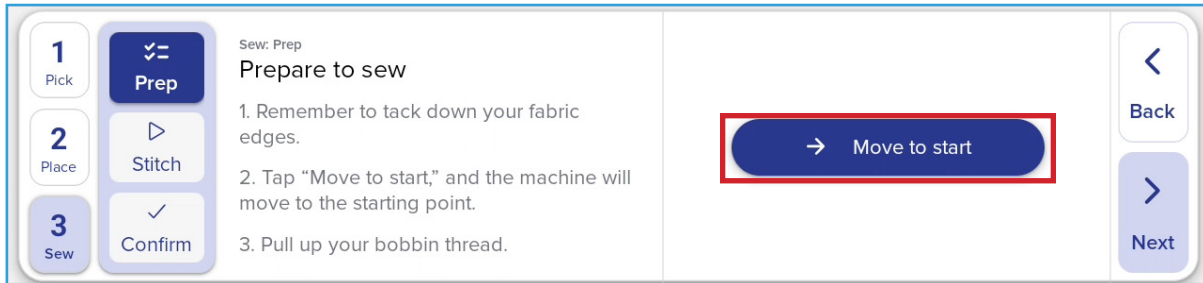 1
Pick
2
Place
3
Sew
Prep
Stitch
Confirm
Sew: Prep
Prepare to sew
1. Remember to tack down your fabric
edges.
2. Tap “Move to start,” and the machine will
move to the starting point.
3. Pull up your bobbin thread.
Move to start
Back
Next